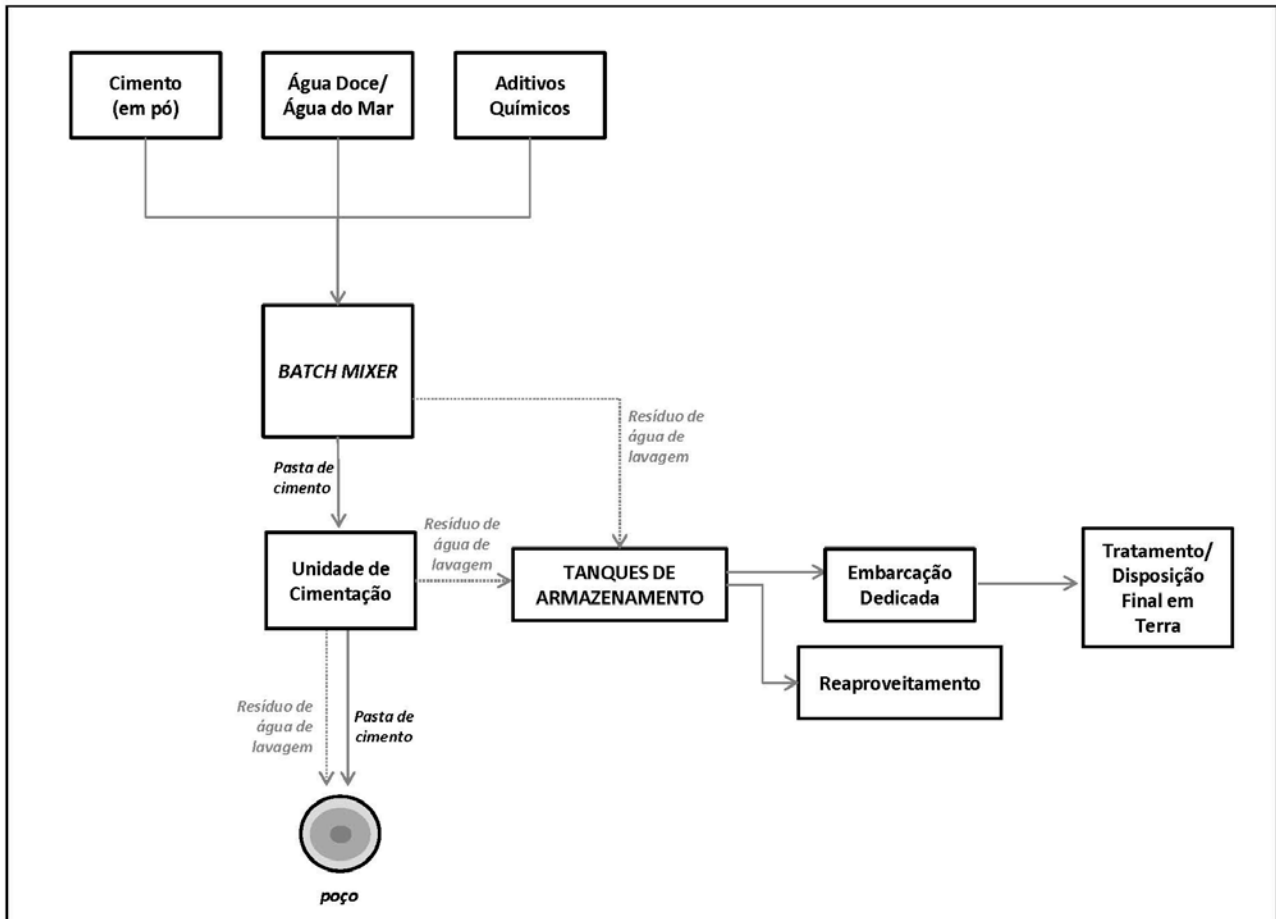 Cimento
(em pó)
Água Doce/
Água do Mar
Aditivos
Químicos
BATCH MIXER
Resíduo de
água de
lavagem
Pasta de
cimento
Unidade de
Cimentação
Resíduo de
água de
lavagem
TANQUES DE
ARMAZENAMENTO
Embarcação
Dedicada
Tratamento/
Disposição
Final em
Terra
Reaproveitamento
Resíduo de
água de
lavagem
Pasta de
cimento
poço